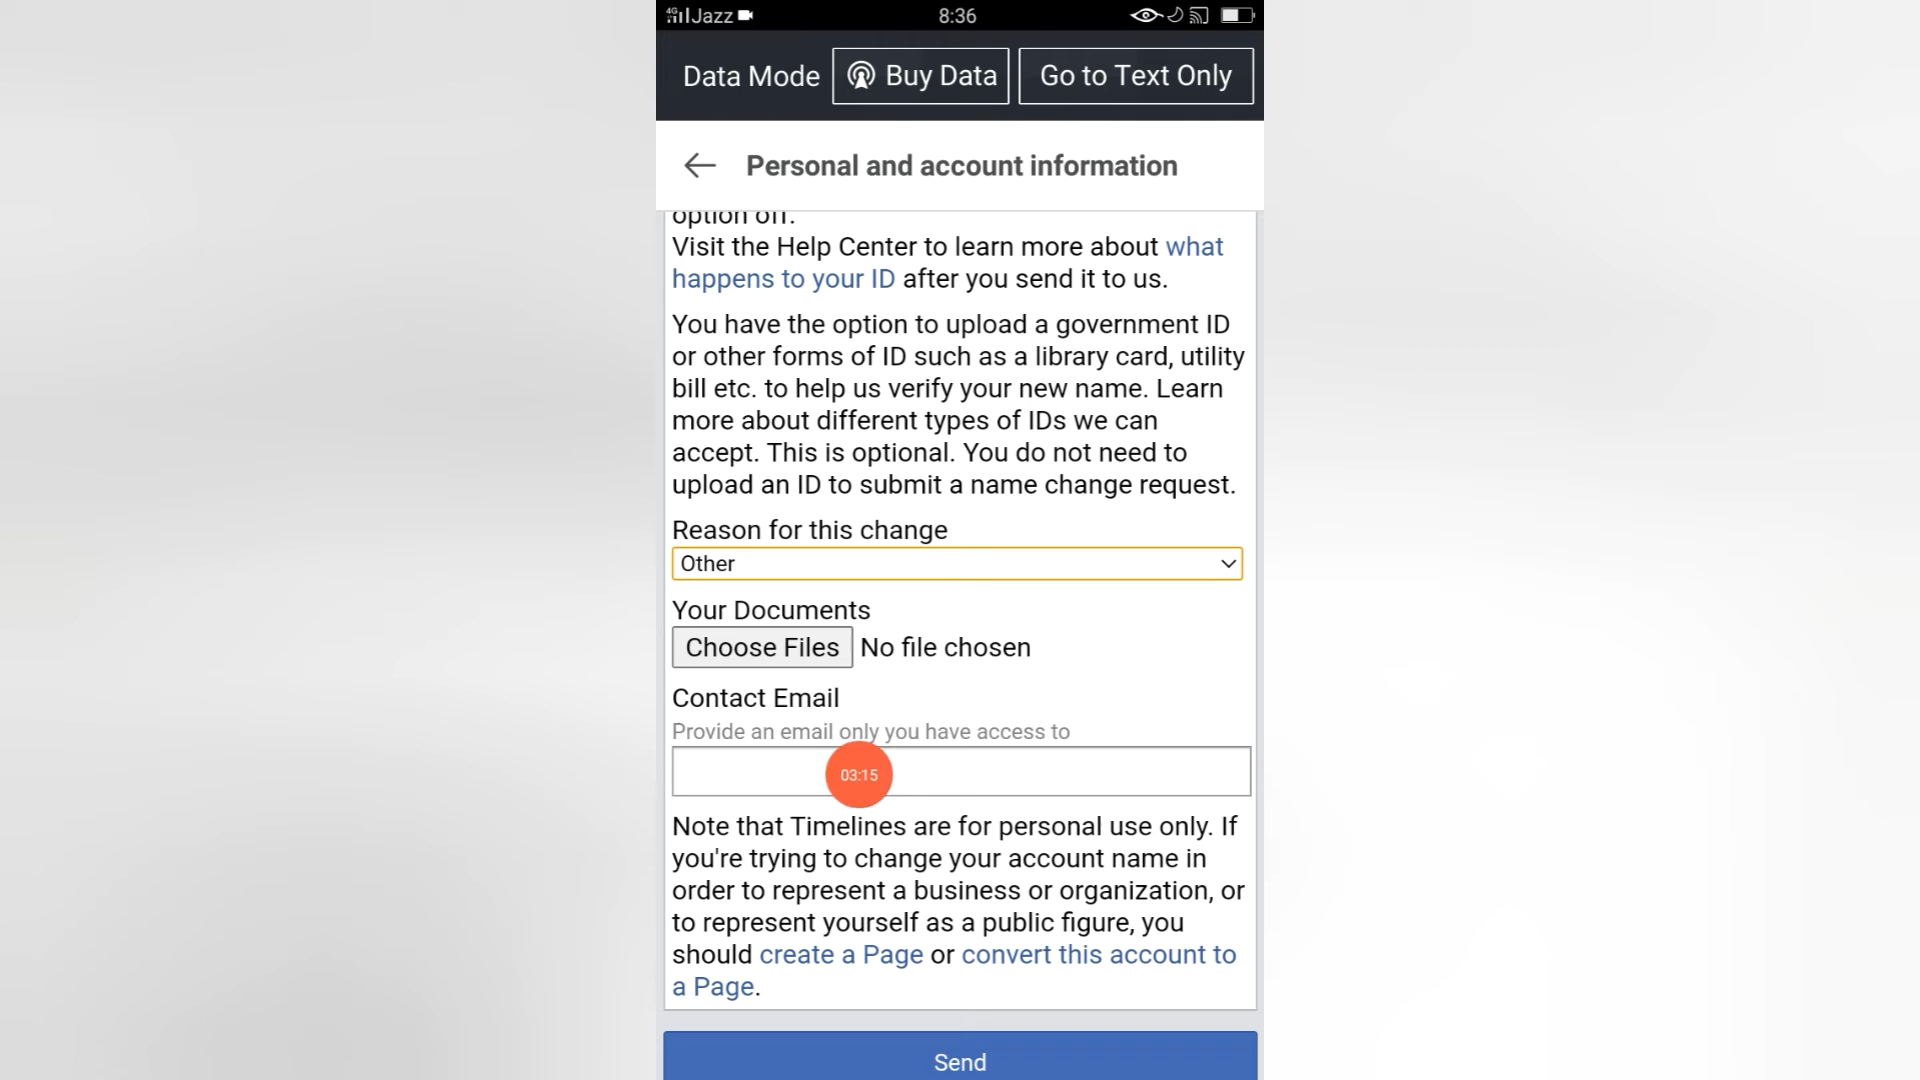 4G Jazz 8:36
Data Mode Buy Data Go to Text Only
Personal and account information
option off.
Visit the Help Center to learn more about what
happens to your ID after you send it to us.
You have the option to upload a government ID
or other forms of ID such as a library card, utility
bill etc. to help us verify your new name. Learn
more about different types of IDs we can
accept. This is optional. You do not need to
upload an ID to submit a name change request.
Reason for this change
Other
Your Documents
Choose Files No file chosen
Contact Email
Provide an email only you have access to
03:15
Note that Timelines are for personal use only. If
you're trying to change your account name in
order to represent a business or organization, or
to represent yourself as a public figure, you
should create a Page or convert this account to
a Page.
Send